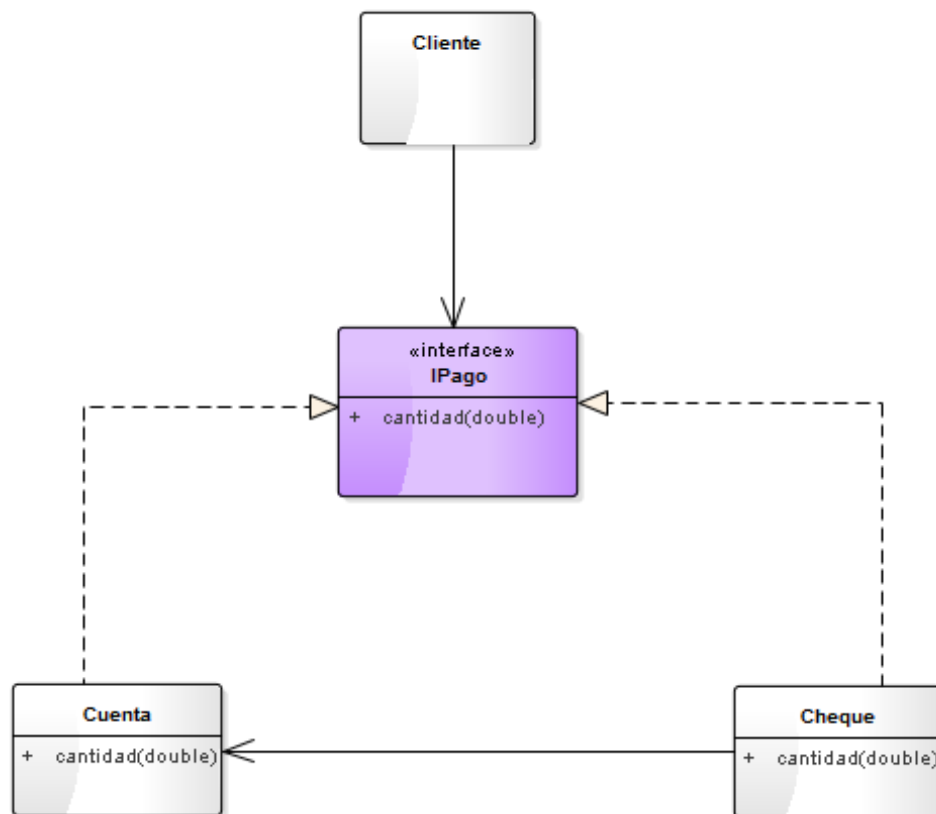 Cliente
«interface»
IPago
+ cantidad(double)
Cuenta
+ cantidad(double)
Cheque
+ cantidad(double)